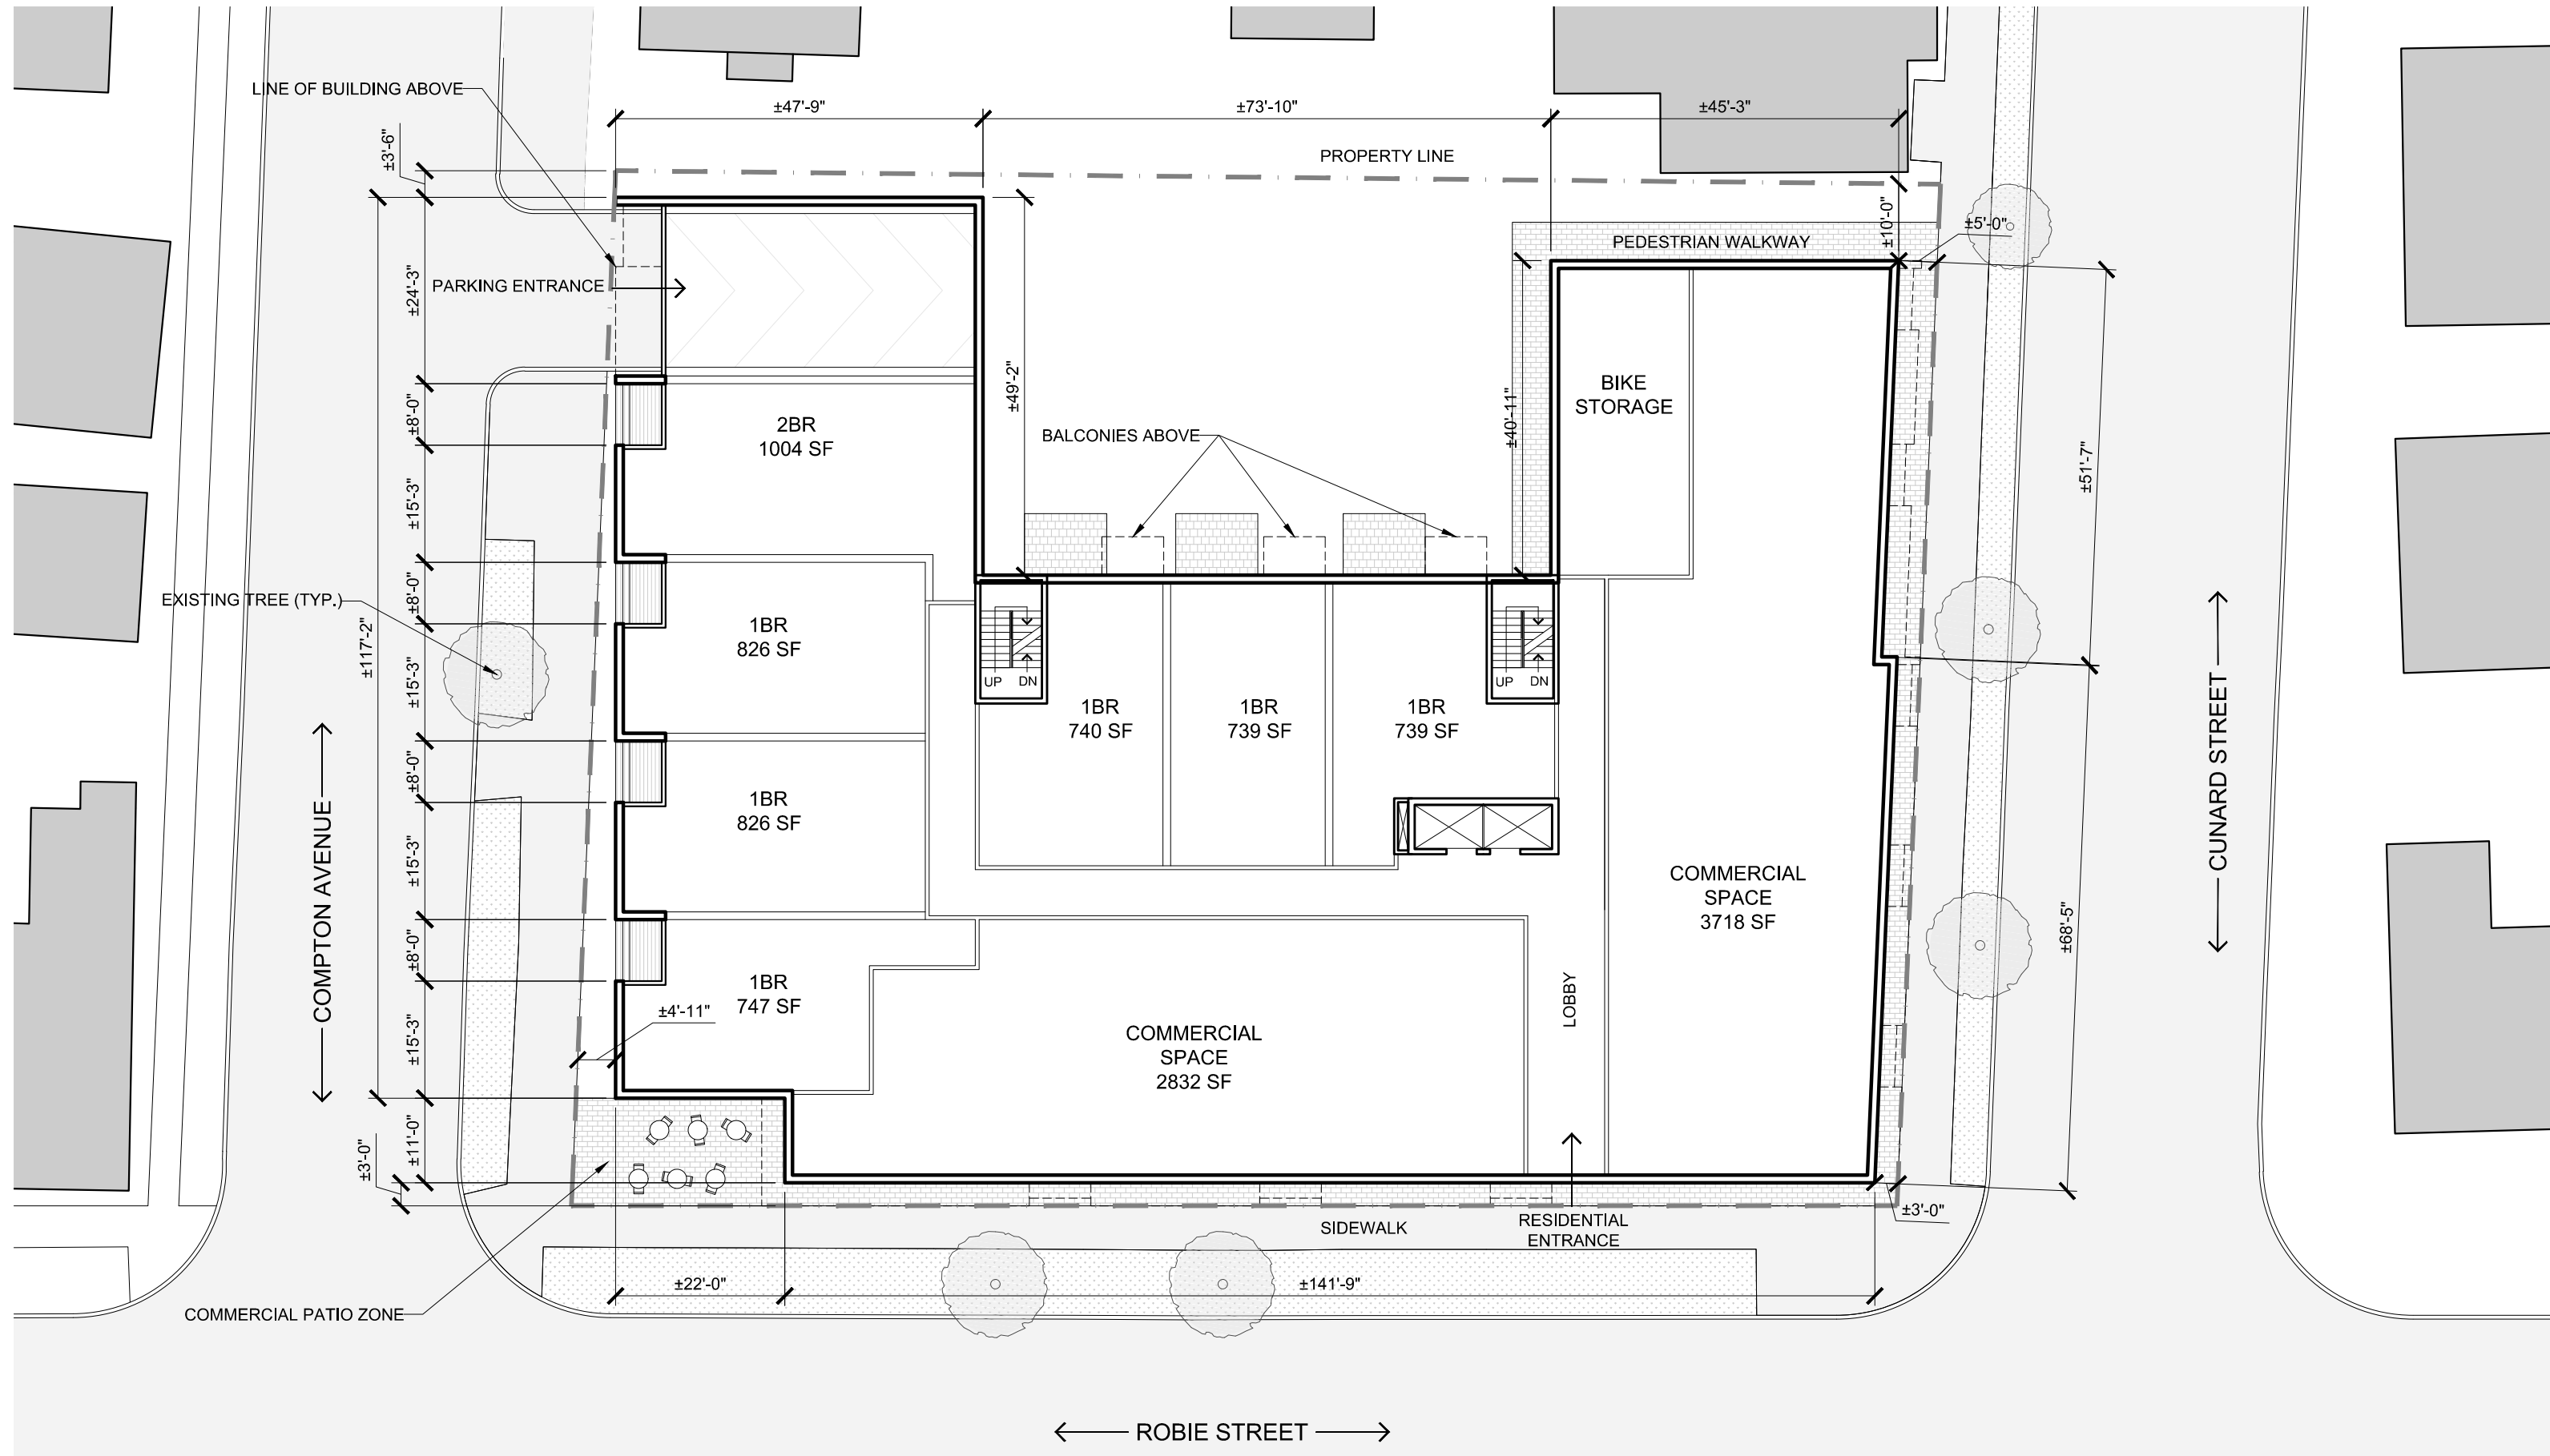 LINE OF BUILDING ABOVE
±47'-9"
±73'-10"
±45'-3"
±3'-6"
PROPERTY LINE
±10'-0"
±5'-0"
PEDESTRIAN WALKWAY
PARKING ENTRANCE
±24'-3"
±49'-2"
±40'-11"
BIKE
STORAGE
±8'-0"
2BR
1004 SF
BALCONIES ABOVE
±51'-7"
±15'-3"
EXISTING TREE (TYP.)
±8'-0"
±117'-2"
1BR
826 SF
UP
DN
UP
DN
±15'-3"
1BR
740 SF
1BR
739 SF
1BR
739 SF
CUNARD STREET
±8'-0"
1BR
826 SF
COMPTON AVENUE
±15'-3"
COMMERCIAL
SPACE
3718 SF
±68'-5"
±8'-0"
1BR
747 SF
±4'-11"
LOBBY
±15'-3"
COMMERCIAL
SPACE
2832 SF
±11'-0"
±3'-0"
±3'-0"
SIDEWALK
RESIDENTIAL
ENTRANCE
±22'-0"
±141'-9"
COMMERCIAL PATIO ZONE
ROBIE STREET